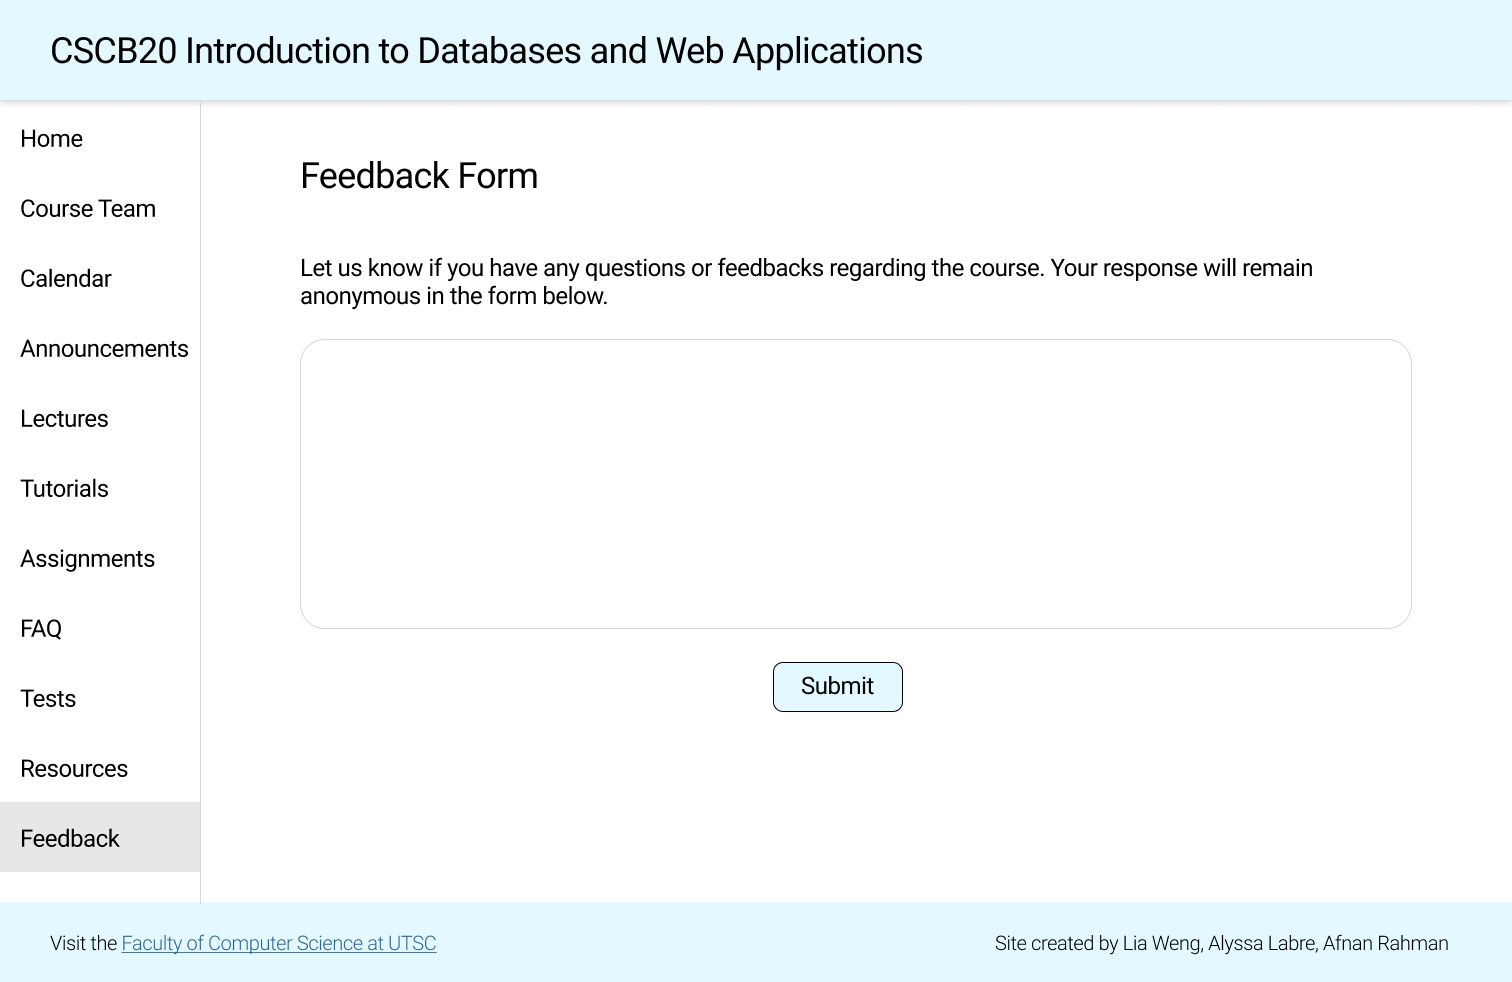 CSCB20 Introduction to Databases and Web Applications
Home
Course Team
Calendar
Announcements
Lectures
Tutorials
Assignments
FAQ
Tests
Resources
Feedback
Feedback Form
Let us know if you have any questions or feedbacks regarding the course. Your response will remain
anonymous in the form below.
Submit
Visit the Faculty of Computer Science at UTSC
Site created by Lia Weng, Alyssa Labre, Afnan Rahman